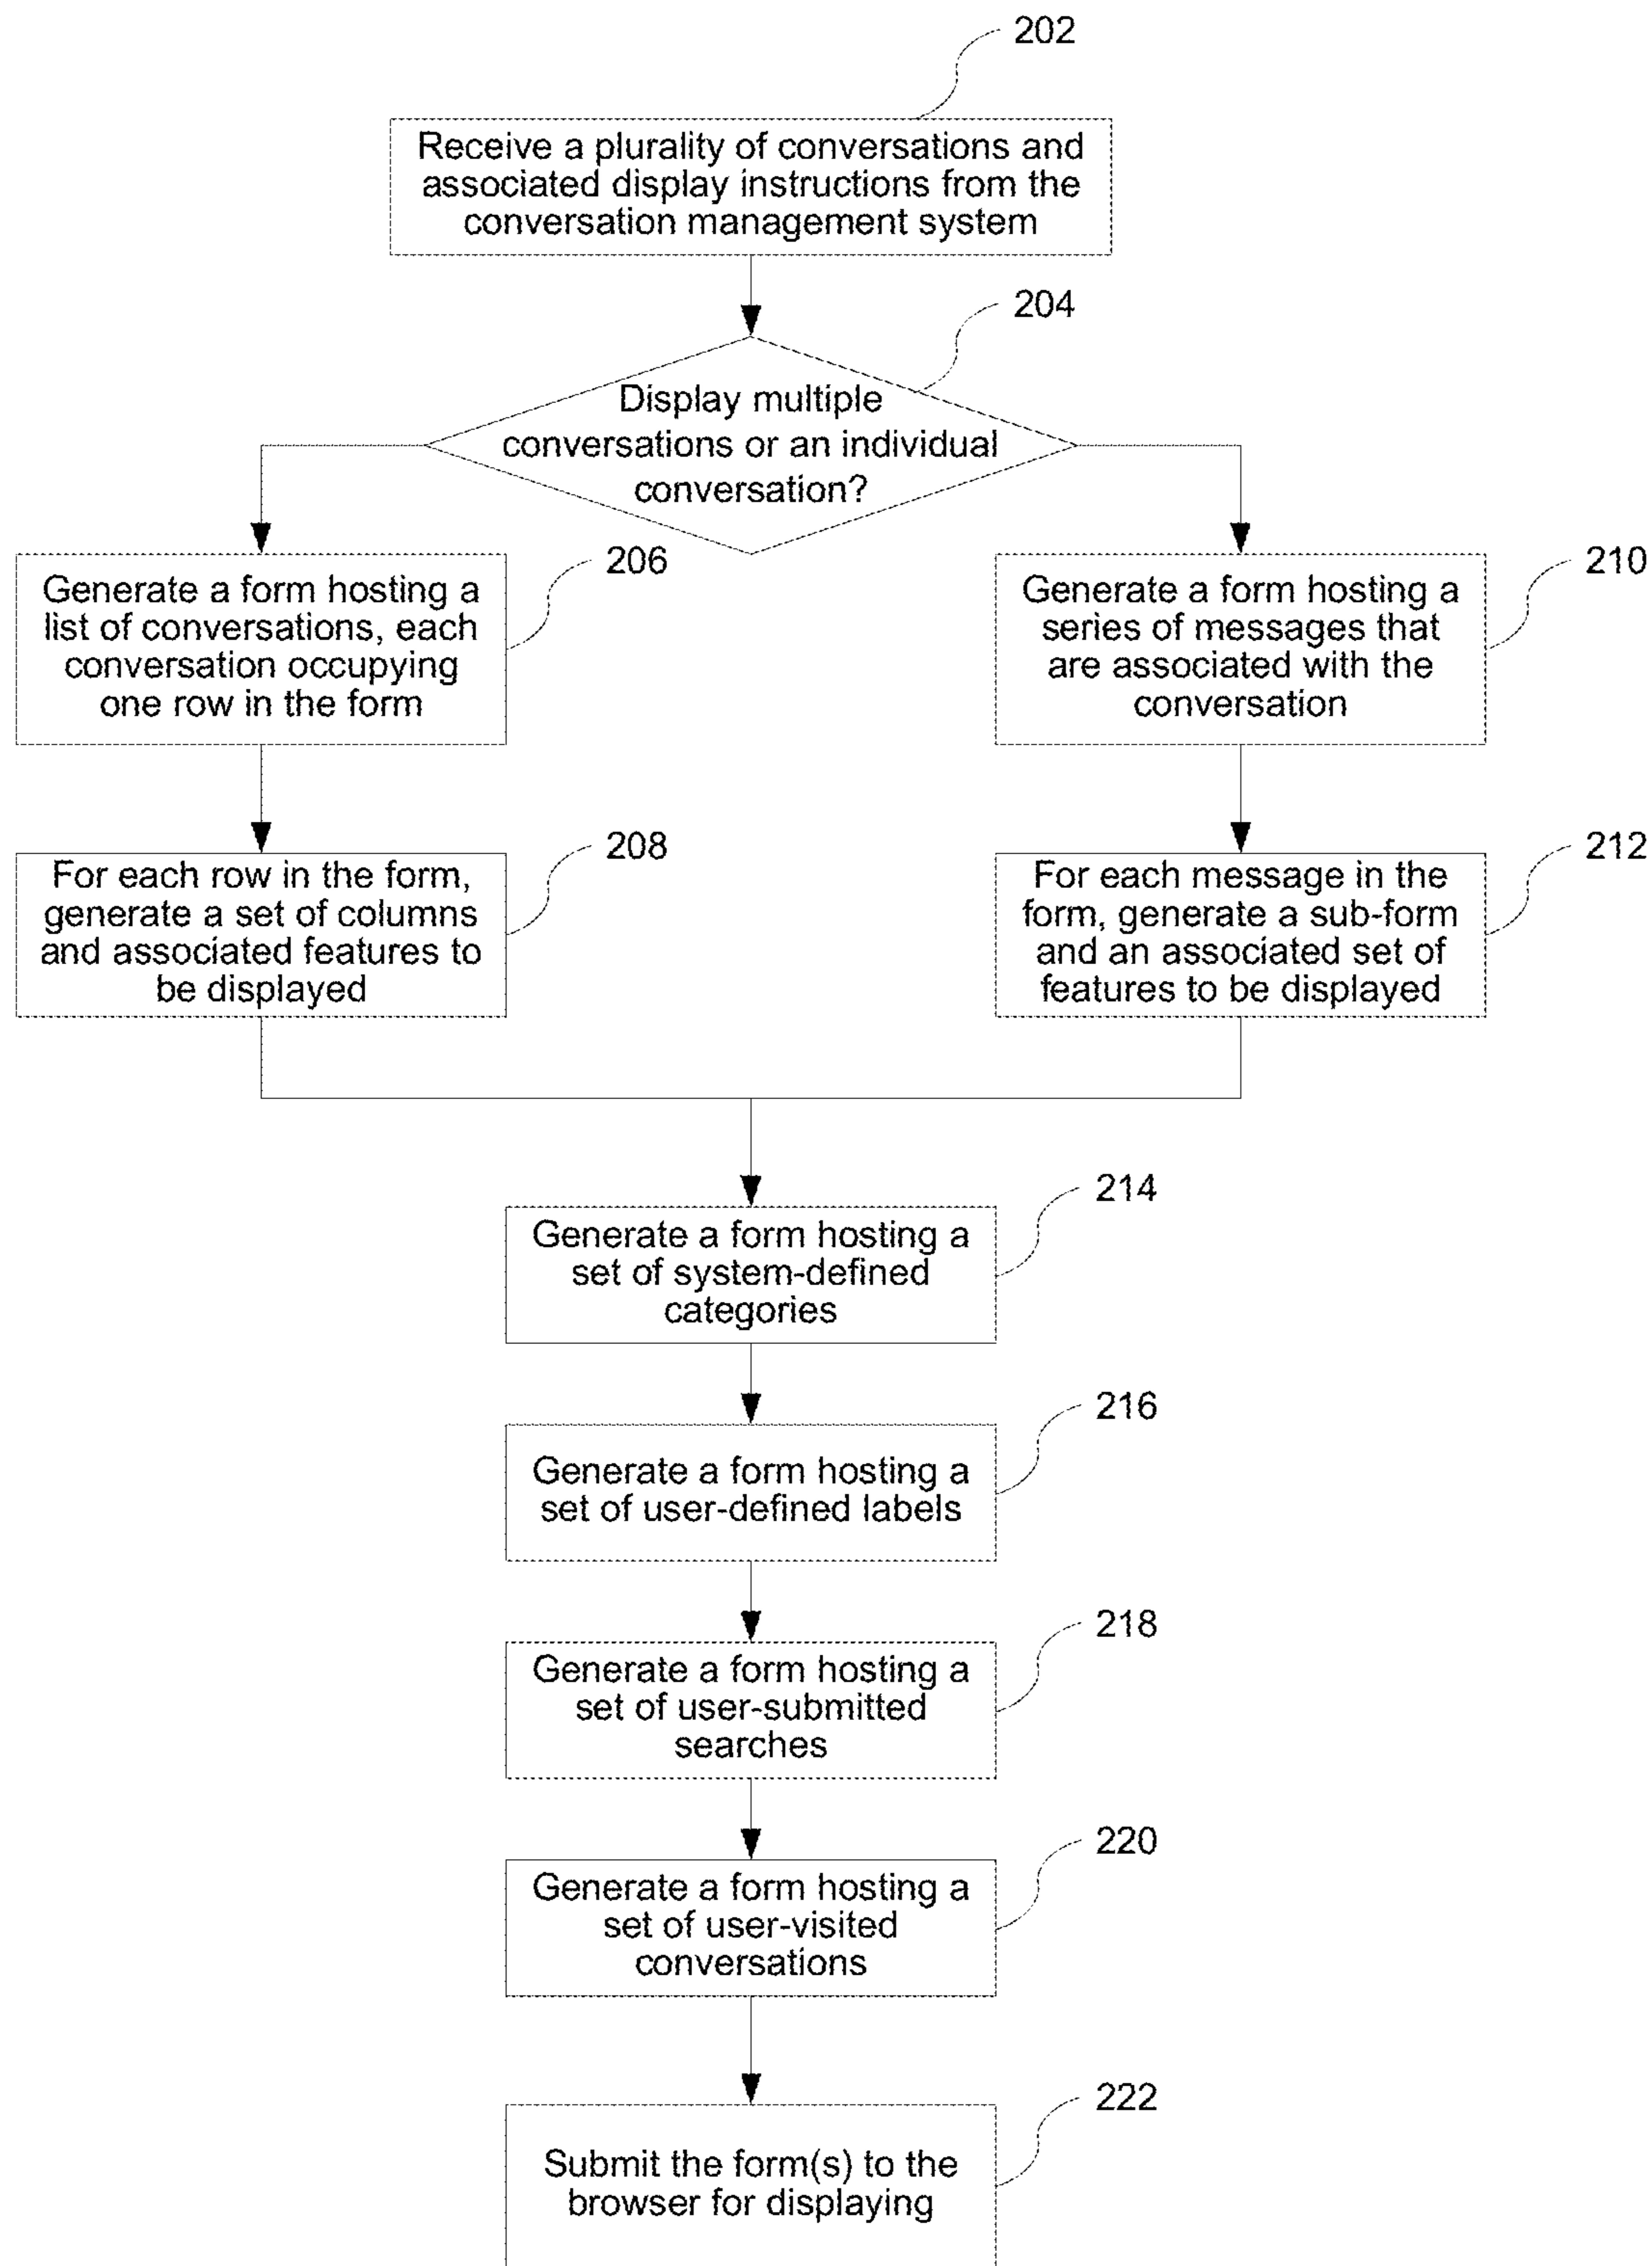 202
Receive a plurality of conversations and
associated display instructions from the
conversation management system
204
Display multiple
conversations or an individual
conversation?
206
Generate a form hosting a
list of conversations, each
conversation occupying
one row in the form
210
Generate a form hosting a
series of messages that
are associated with the
conversation
208
For each row in the form,
generate a set of columns
and associated features to
be displayed
212
For each message in the
form, generate a sub-form
and an associated set of
features to be displayed
214
Generate a form hosting a
set of system-defined
categories
216
Generate a form hosting a
set of user-defined labels
218
Generate a form hosting a
set of user-submitted
searches
220
Generate a form hosting a
set of user-visited
conversations
222
Submit the form(s) to the
browser for displaying